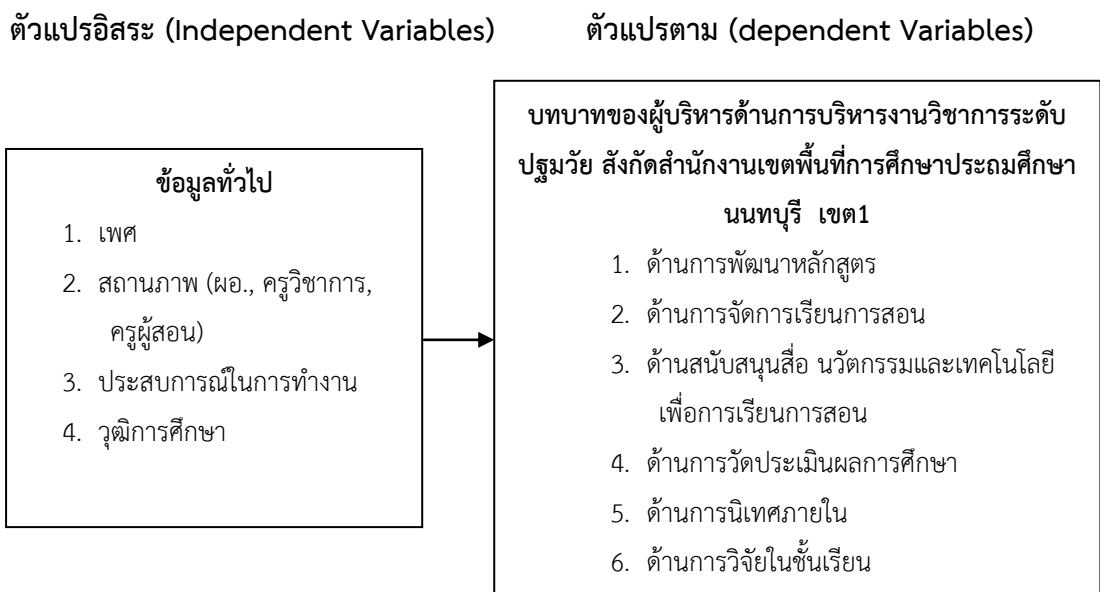 ตัวแปรอิสระ (Independent Variables)
ตัวแปรตาม (dependent Variables)
ข้อมูลทั่วไป
1. เพศ
2. สถานภาพ (ผอ., ครูวิชาการ,
ครูผู้สอน)
3. ประสบการณ์ในการทำงาน
4. วุฒิการศึกษา
บทบาทของผู้บริหารด้านการบริหารงานวิชาการระดับ
ปฐมวัย สังกัดสำนักงานเขตพื้นที่การศึกษาประถมศึกษา
นนทบุรี เขต1
1. ด้านการพัฒนาหลักสูตร
2. ด้านการจัดการเรียนการสอน
3. ด้านสนับสนุนสื่อ นวัตกรรมและเทคโนโลยี
เพื่อการเรียนการสอน
4. ด้านการวัดประเมินผลการศึกษา
5. ด้านการนิเทศภายใน
6. ด้านการวิจัยในชั้นเรียน